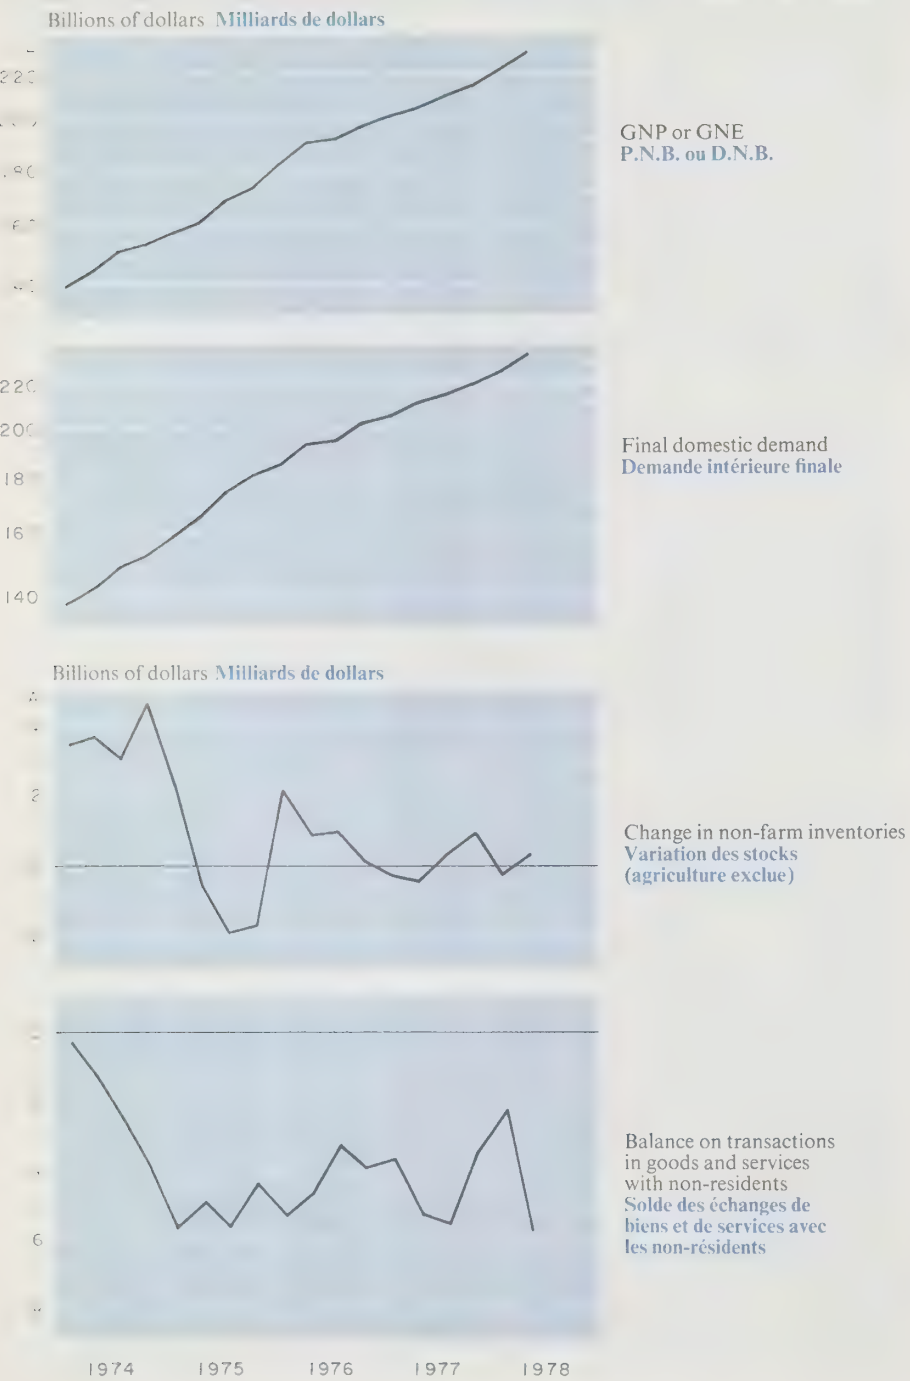 Billions of dollars Milliards de dollars
GNP or GNE
P.N.B. ou D.N.B.
220
200
Final domestic demand
Demande intérieure finale
18
16
140
Billions of dollars Milliards de dollars
2
Change in non-farm inventories
Variation des stocks
(agriculture exclue)
Balance on transactions
in goods and services
with non-residents
Solde des échanges de
biens et de services avec
les non-résidents
6
1974 1975 1976 1977 1978